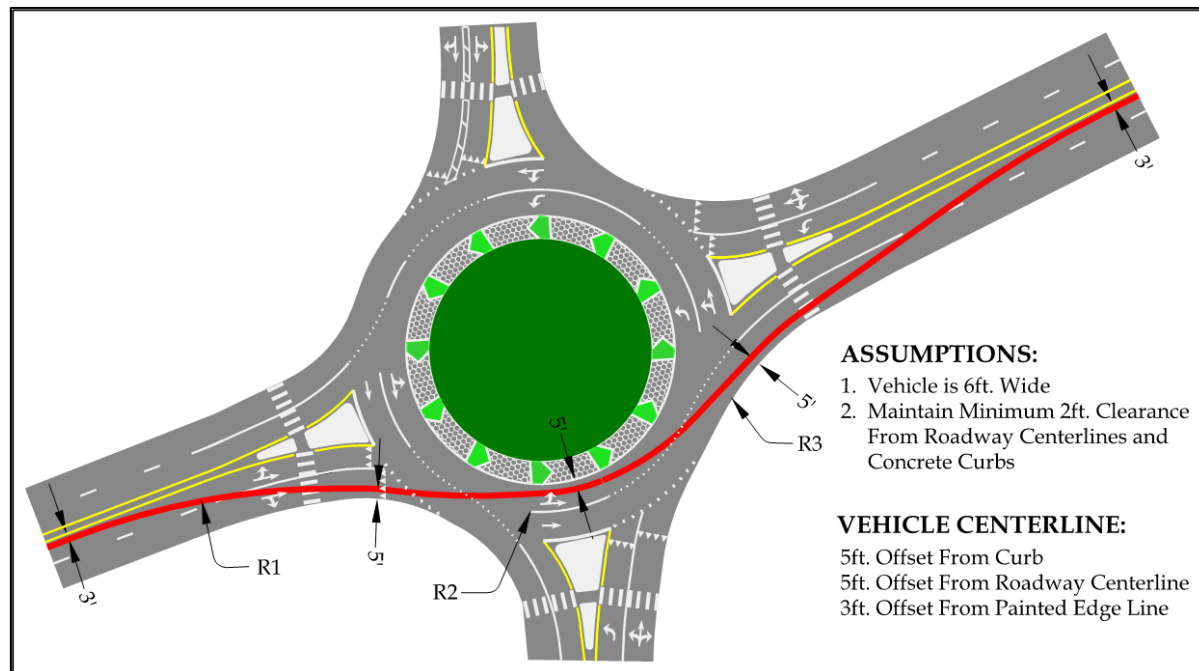 3'
ASSUMPTIONS:
1. Vehicle is 6ft. Wide
2. Maintain Minimum 2ft. Clearance
From Roadway Centerlines and
Concrete Curbs
5'
R3
5'
VEHICLE CENTERLINE:
5ft. Offset From Curb
5ft. Offset From Roadway Centerline
3ft. Offset From Painted Edge Line
5'
R1
R2
3'